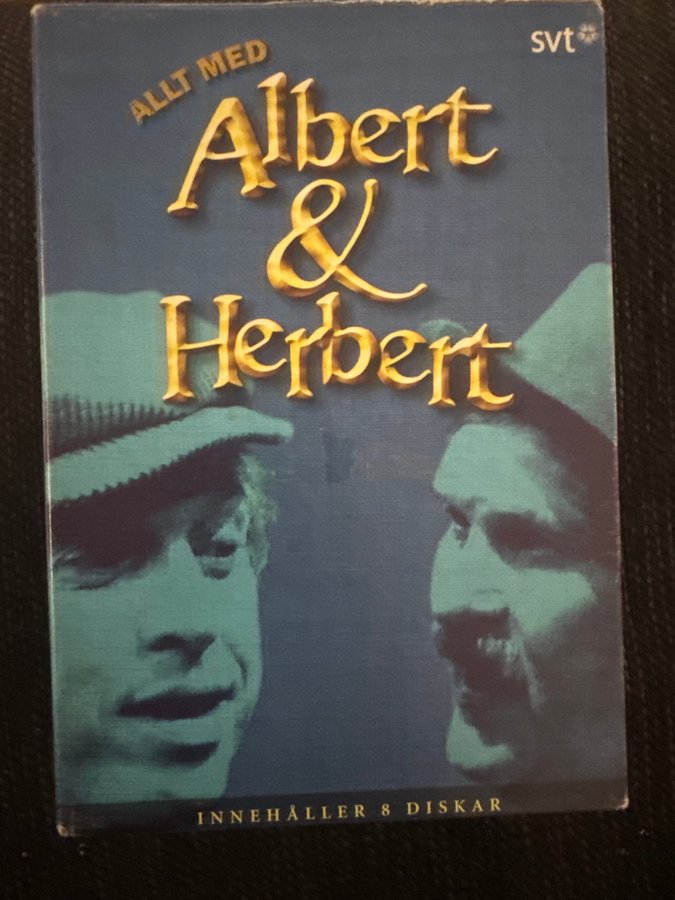 ALLT MED
svt
Albert
&
Herbert
INNEHÅLLER 8 DISKAR